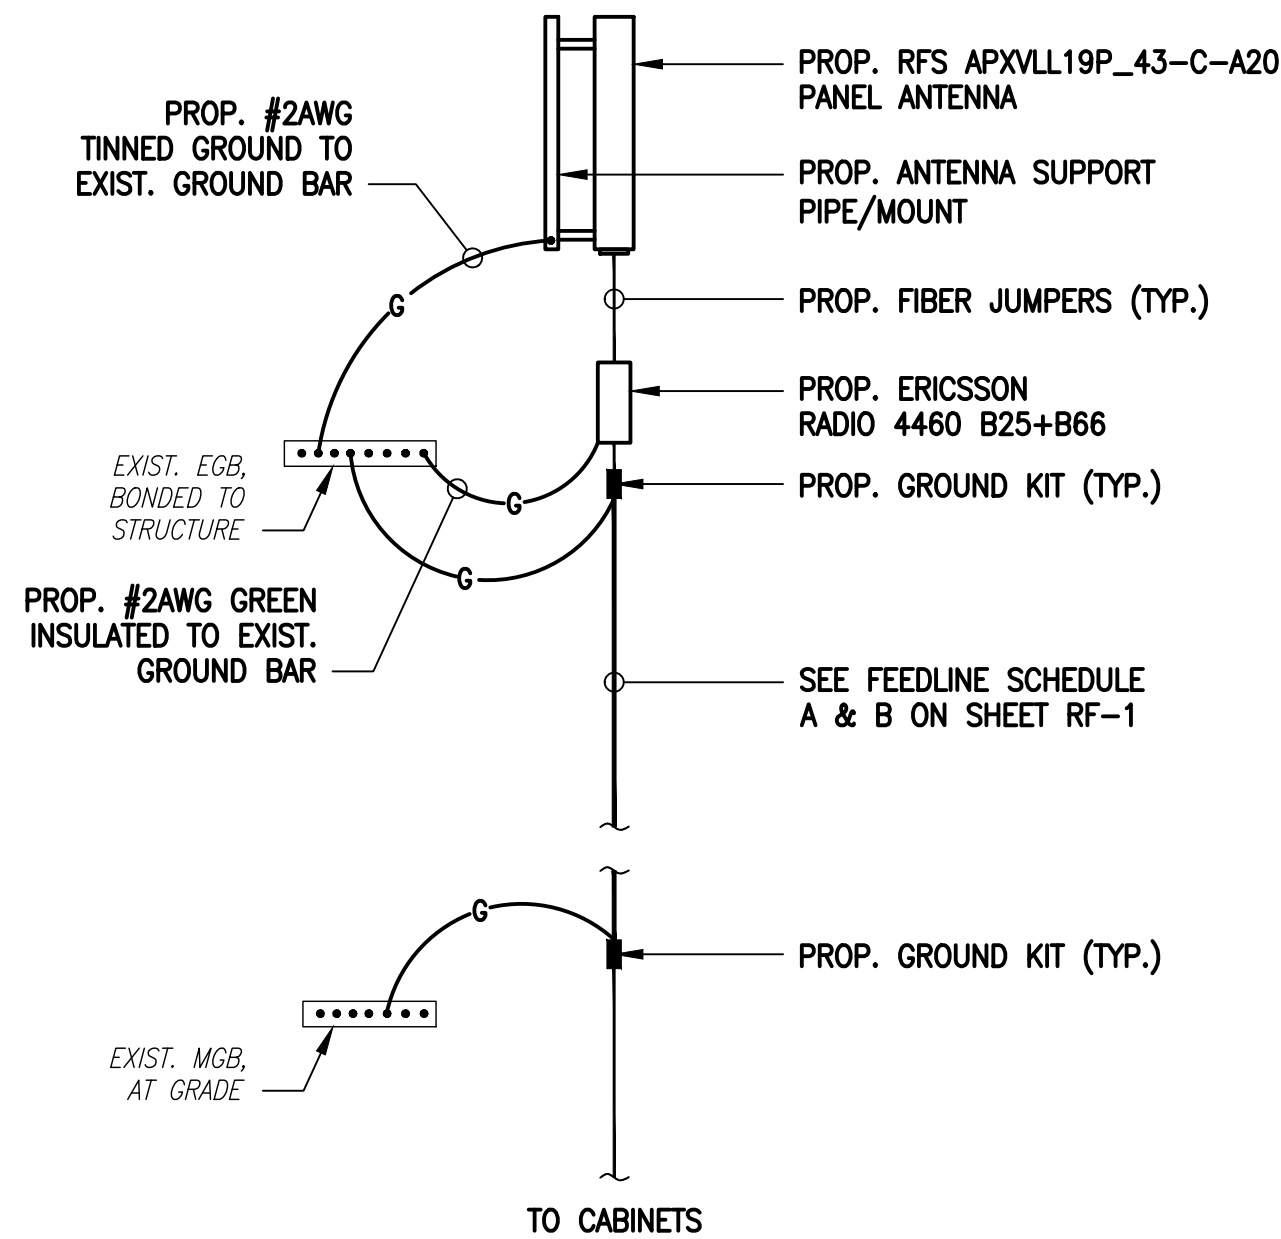 PROP. RFS APXVLL19P_43-C-A20
PANEL ANTENNA
PROP. #2AWG
TINNED GROUND TO
EXIST. GROUND BAR
PROP. ANTENNA SUPPORT
PIPE/MOUNT
G
PROP. FIBER JUMPERS (TYP.)
PROP. ERICSSON
RADIO 4460 B25+B66
EXIST. EGB,
BONDED TO
STRUCTURE
PROP. GROUND KIT (TYP.)
G
G
PROP. #2AWG GREEN
INSULATED TO EXIST.
GROUND BAR
SEE FEEDLINE SCHEDULE
A & B ON SHEET RF-1
G
PROP. GROUND KIT (TYP.)
EXIST. MGB,
AT GRADE
TO CABINETS